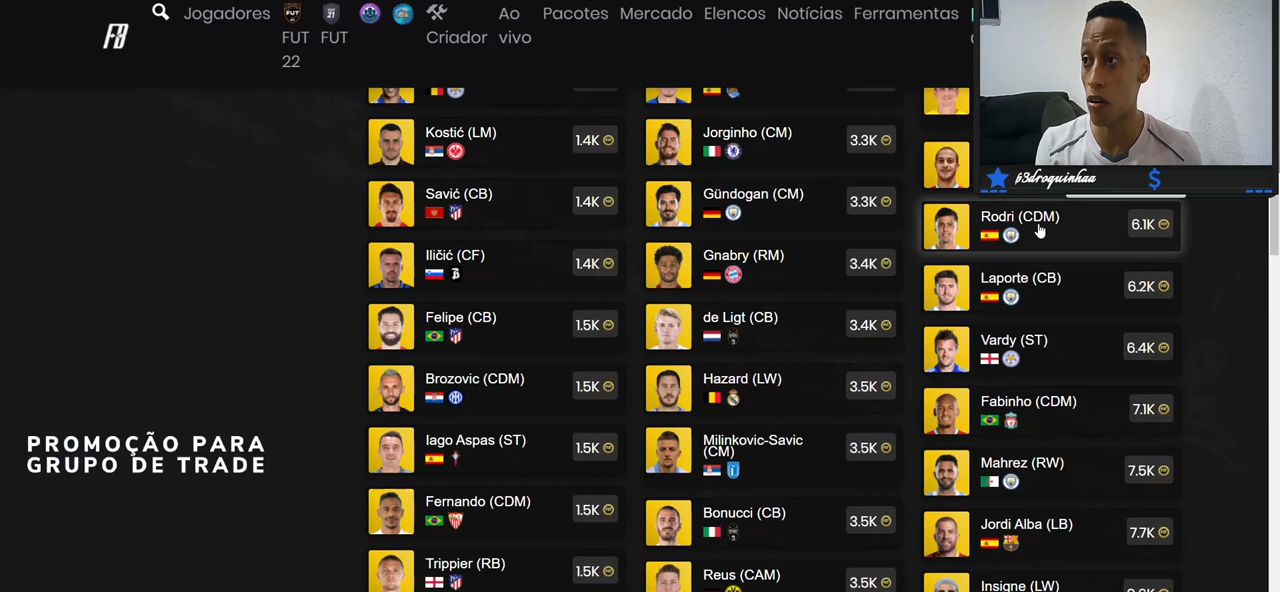 Jogadores
FUT 22
FUT
Criador
Ao vivo
Pacotes
Mercado
Elencos
Notícias
Ferramentas
FB
p3droquinhaa
$
PROMOÇÃO PARA
GRUPO DE TRADE
Kostić (LM)
1.4K
Savić (CB)
1.4K
Iličić (CF)
1.4K
Felipe (CB)
1.5K
Brozovic (CDM)
1.5K
Iago Aspas (ST)
1.5K
Fernando (CDM)
1.5K
Trippier (RB)
1.5K
Jorginho (CM)
3.3K
Gündogan (CM)
3.3K
Gnabry (RM)
3.4K
de Ligt (CB)
3.4K
Hazard (LW)
3.5K
Milinkovic-Savic
(CM)
3.5K
Bonucci (CB)
3.5K
Reus (CAM)
3.5K
Rodri (CDM)
6.1K
Laporte (CB)
6.2K
Vardy (ST)
6.4K
Fabinho (CDM)
7.1K
Mahrez (RW)
7.5K
Jordi Alba (LB)
7.7K
Insigne (LW)